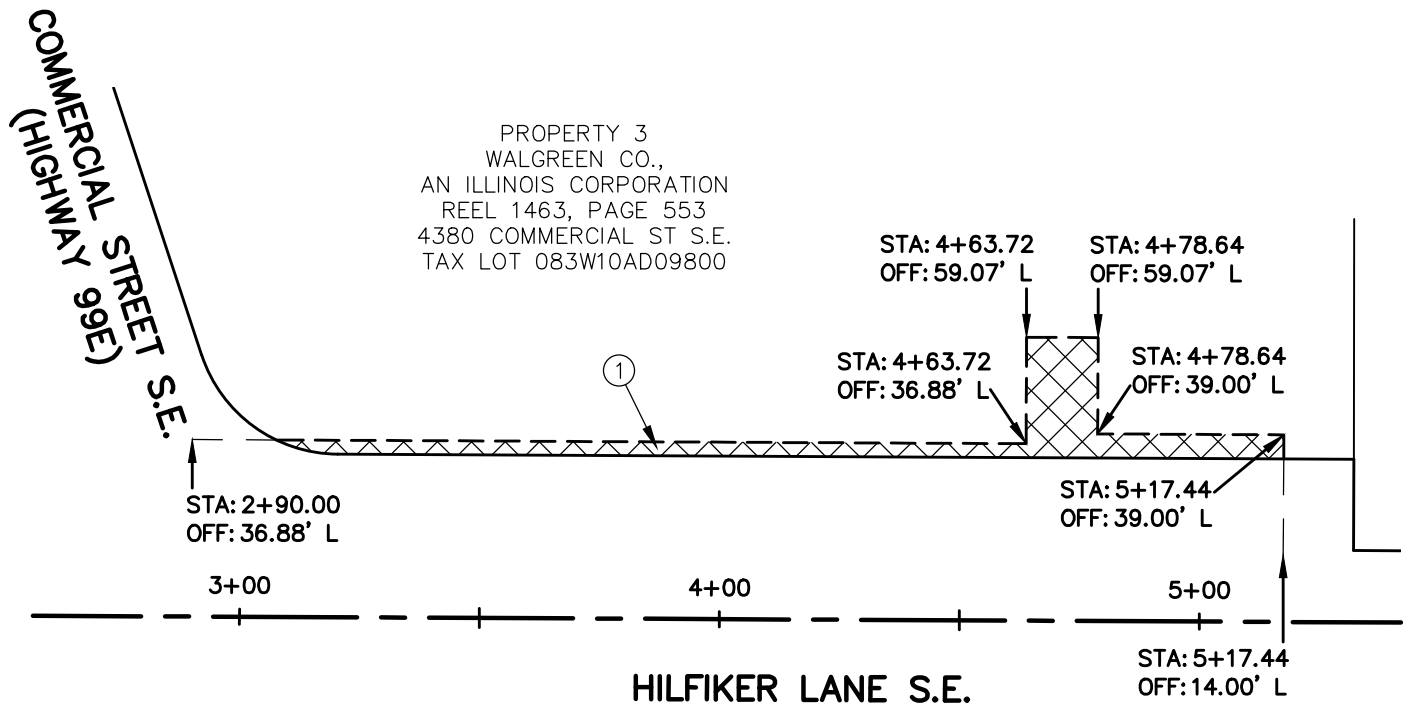 COMMERCIAL STREET S.E.
(HIGHWAY 99E)
PROPERTY 3
WALGREEN CO.,
AN ILLINOIS CORPORATION
REEL 1463, PAGE 553
4380 COMMERCIAL ST S.E.
TAX LOT 083W10AD09800
STA: 4+63.72
OFF: 59.07' L
STA: 4+78.64
OFF: 59.07' L
1
STA: 4+63.72
OFF: 36.88' L
STA: 4+78.64
OFF: 39.00' L
STA: 2+90.00
OFF: 36.88' L
STA: 5+17.44
OFF: 39.00' L
3+00
4+00
5+00
STA: 5+17.44
OFF: 14.00' L
HILFIKER LANE S.E.